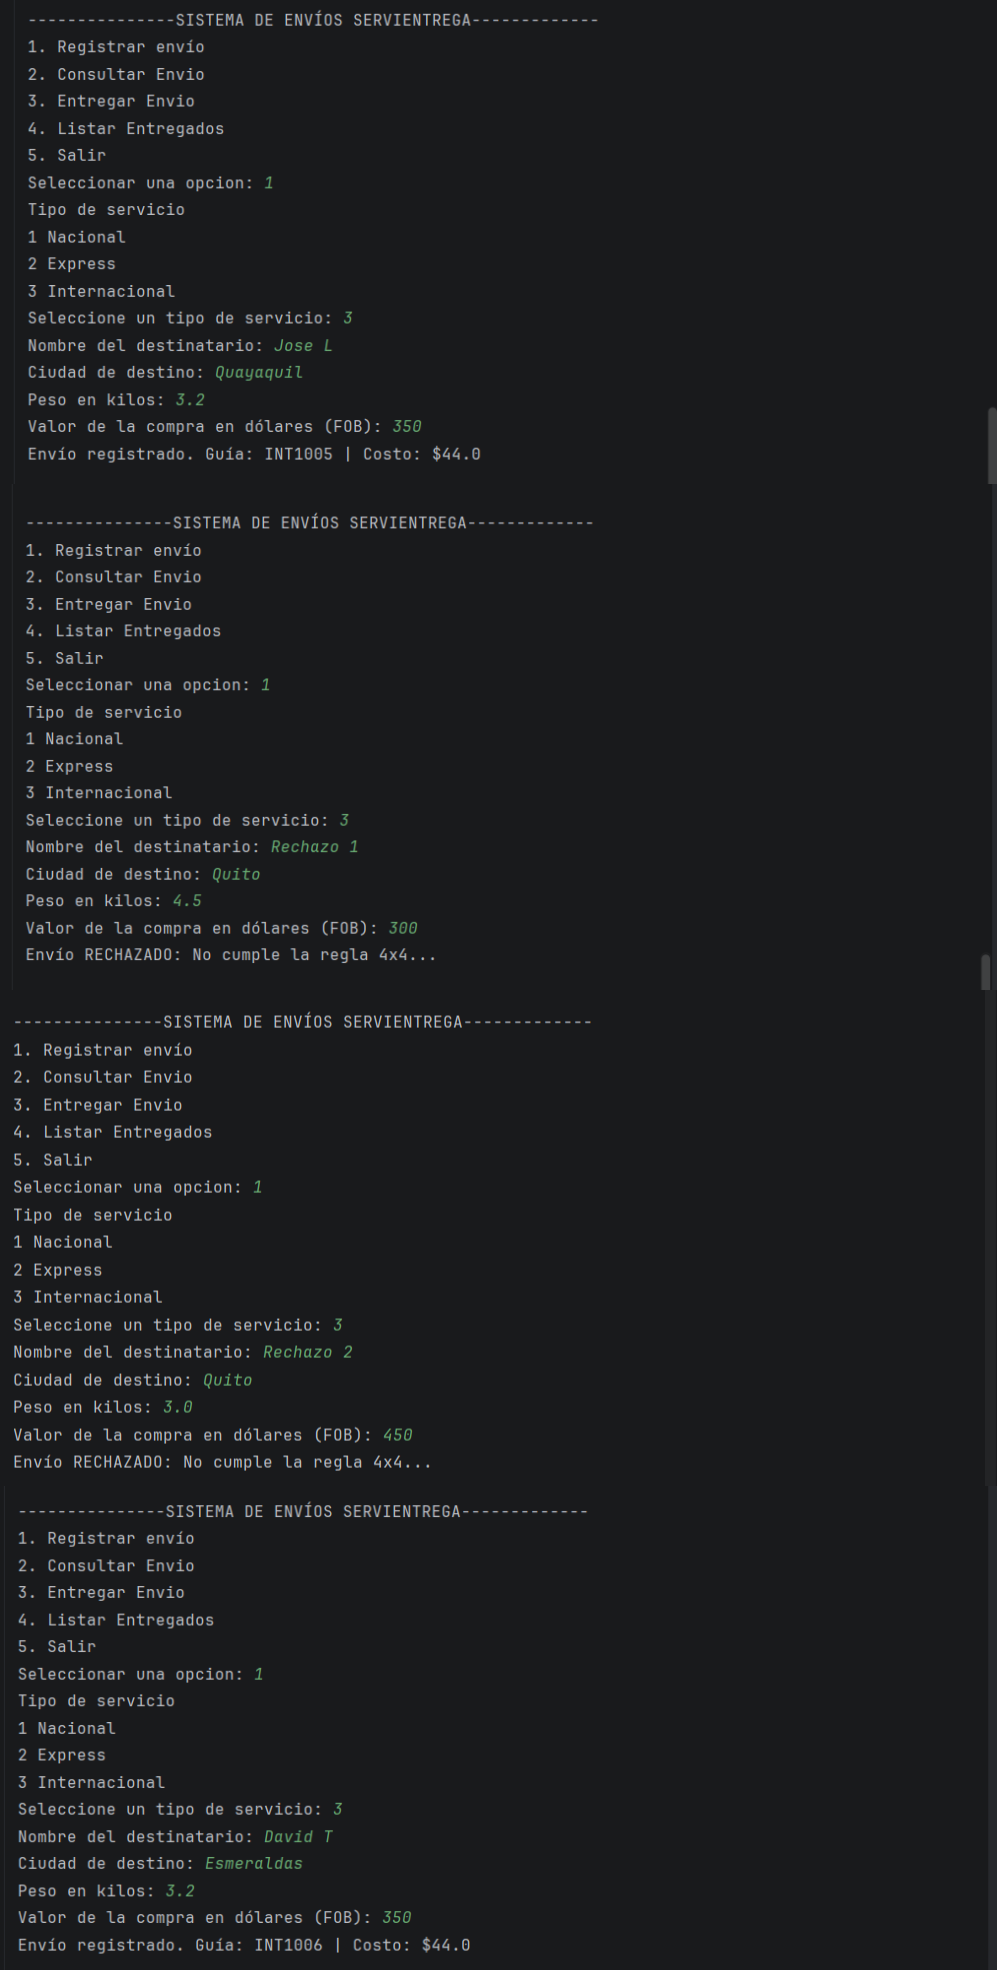 ---------------SISTEMA DE ENVÍOS SERVIENTREGA-------------
1. Registrar envío
2. Consultar Envio
3. Entregar Envio
4. Listar Entregados
5. Salir
Seleccionar una opcion: 1
Tipo de servicio
1 Nacional
2 Express
3 Internacional
Seleccione un tipo de servicio: 3
Nombre del destinatario: Jose L
Ciudad de destino: Quayaquil
Peso en kilos: 3.2
Valor de la compra en dólares (FOB): 350
Envío registrado. Guía: INT1005 | Costo: $44.0
---------------SISTEMA DE ENVÍOS SERVIENTREGA-------------
1. Registrar envío
2. Consultar Envio
3. Entregar Envio
4. Listar Entregados
5. Salir
Seleccionar una opcion: 1
Tipo de servicio
1 Nacional
2 Express
3 Internacional
Seleccione un tipo de servicio: 3
Nombre del destinatario: Rechazo 1
Ciudad de destino: Quito
Peso en kilos: 4.5
Valor de la compra en dólares (FOB): 300
Envío RECHAZADO: No cumple la regla 4x4...
---------------SISTEMA DE ENVÍOS SERVIENTREGA-------------
1. Registrar envío
2. Consultar Envio
3. Entregar Envio
4. Listar Entregados
5. Salir
Seleccionar una opcion: 1
Tipo de servicio
1 Nacional
2 Express
3 Internacional
Seleccione un tipo de servicio: 3
Nombre del destinatario: Rechazo 2
Ciudad de destino: Quito
Peso en kilos: 3.0
Valor de la compra en dólares (FOB): 450
Envío RECHAZADO: No cumple la regla 4x4...
---------------SISTEMA DE ENVÍOS SERVIENTREGA-------------
1. Registrar envío
2. Consultar Envio
3. Entregar Envio
4. Listar Entregados
5. Salir
Seleccionar una opcion: 1
Tipo de servicio
1 Nacional
2 Express
3 Internacional
Seleccione un tipo de servicio: 3
Nombre del destinatario: David T
Ciudad de destino: Esmeraldas
Peso en kilos: 3.2
Valor de la compra en dólares (FOB): 350
Envío registrado. Guía: INT1006 | Costo: $44.0